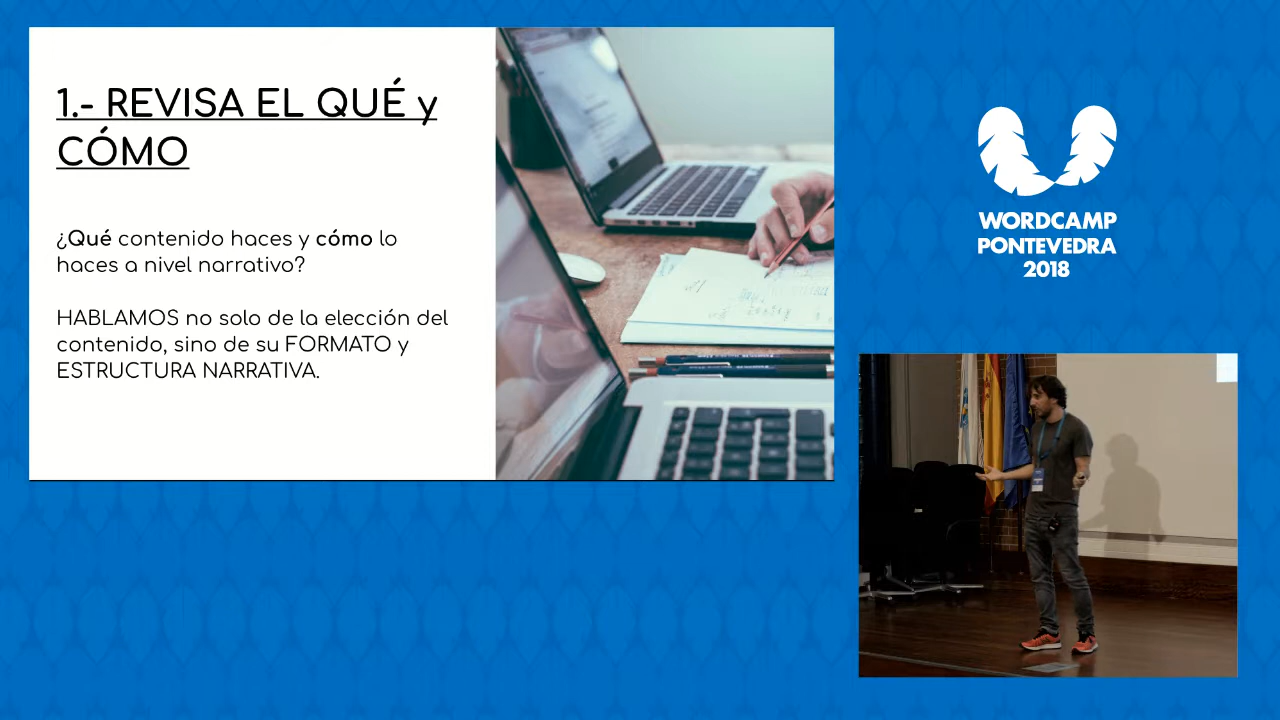 1.- REVISA EL QUÉ y
CÓMO
¿Qué contenido haces y cómo lo
haces a nivel narrativo?
HABLAMOS no solo de la elección del
contenido, sino de su FORMATO y
ESTRUCTURA NARRATIVA.
WORDCAMP
PONTEVEDRA
2018